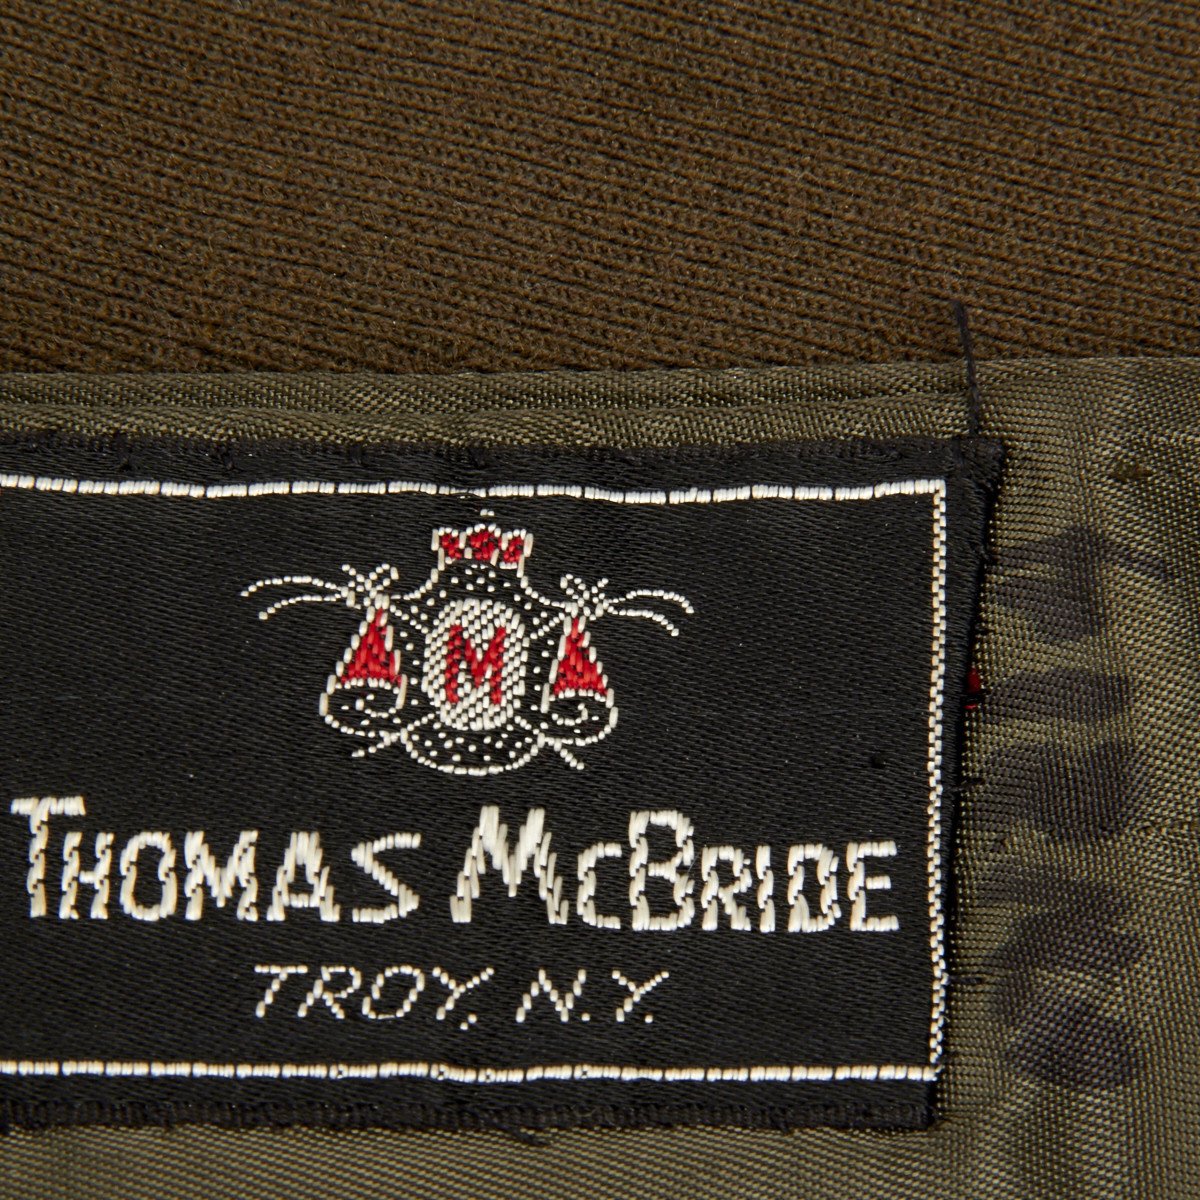 M
THOMAS MCBRIDE
TROY, N.Y.